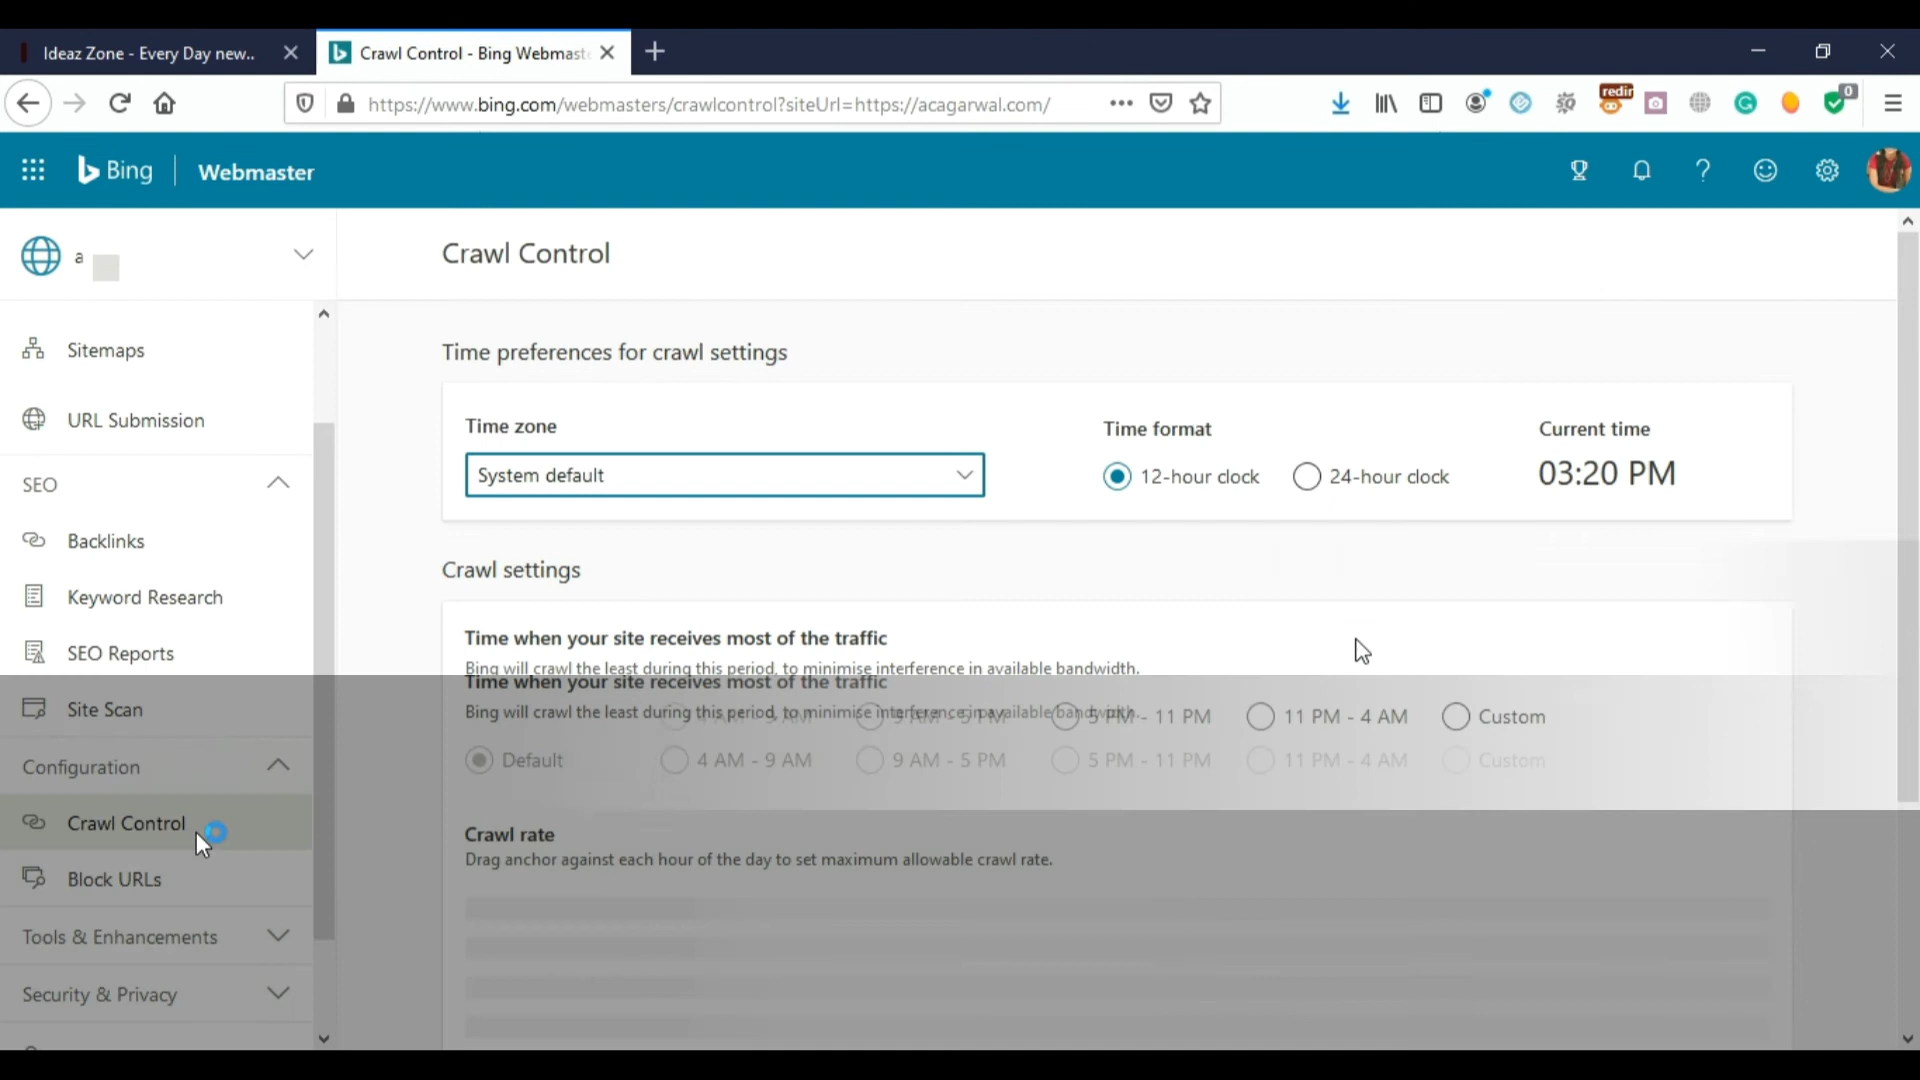 Ideaz Zone - Every Day new..
Crawl Control - Bing Webmaste
https://www.bing.com/webmasters/crawlcontrol?siteUrl=https://acagarwal.com/
redir
0
Bing
Webmaster
a
Crawl Control
Sitemaps
URL Submission
SEO
Backlinks
Keyword Research
SEO Reports
Site Scan
Configuration
Crawl Control
Block URLs
Tools & Enhancements
Security & Privacy
Time preferences for crawl settings
Time zone
System default
Time format
12-hour clock
24-hour clock
Current time
03:20 PM
Crawl settings
Time when your site receives most of the traffic
Bing will crawl the least during this period, to minimise interference in available bandwidth.
Time when your site receives most of the traffic
Bing will crawl the least during this period, to minimise interference in available bandwidth.
5 PM - 11 PM
11 PM - 4 AM
Custom
Default
4 AM - 9 AM
9 AM - 5 PM
5 PM - 11 PM
11 PM - 4 AM
Custom
Crawl rate
Drag anchor against each hour of the day to set maximum allowable crawl rate.